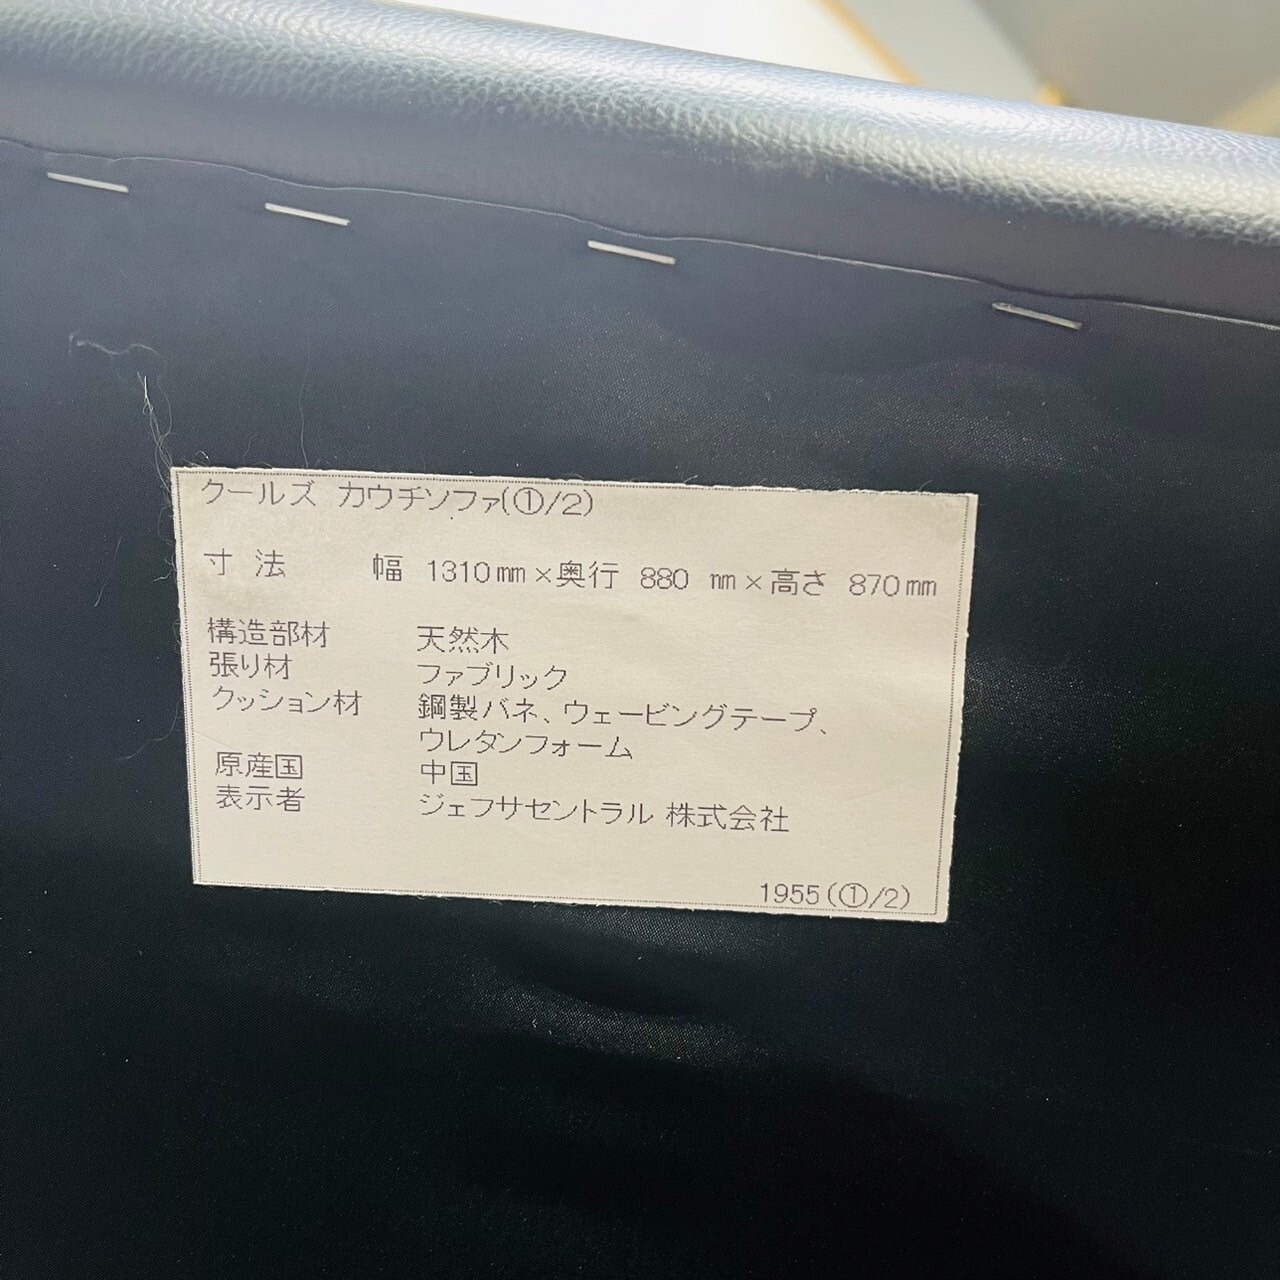 クールズ カウチソファ(①/2)
寸 法 幅 1310㎜×奥行 880 ㎜×高さ 870㎜
構造部材 天然木
張り材 ファブリック
クッション材 鋼製バネ、ウェービングテープ、
ウレタンフォーム
原産国 中国
表示者 ジェフサセントラル 株式会社
1955(①/2)